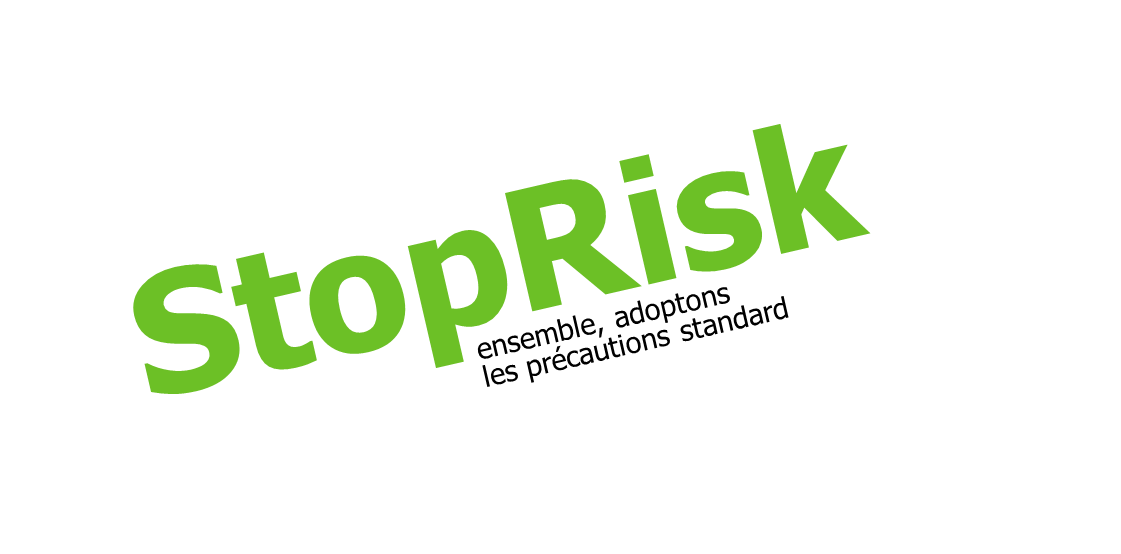 StopRisk
ensemble, adoptons
les précautions standard